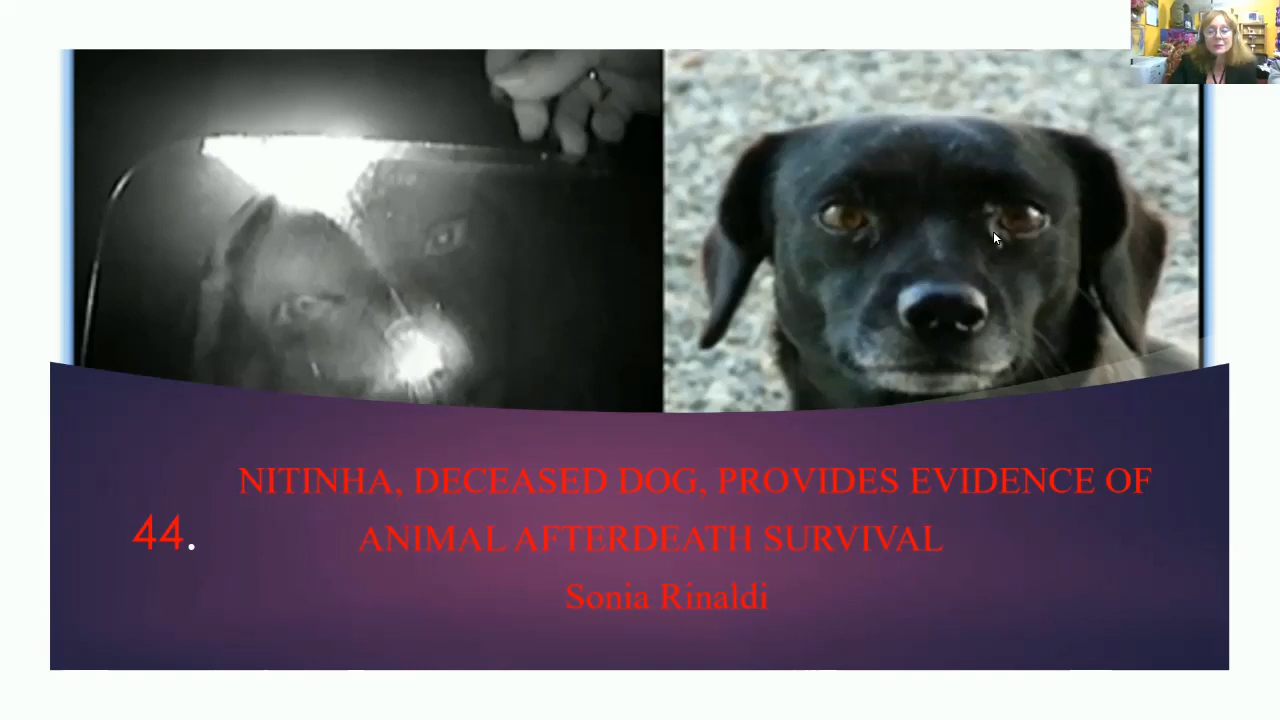 NITINHA, DECEASED DOG, PROVIDES EVIDENCE OF
44. ANIMAL AFTERDEATH SURVIVAL
Sonia Rinaldi